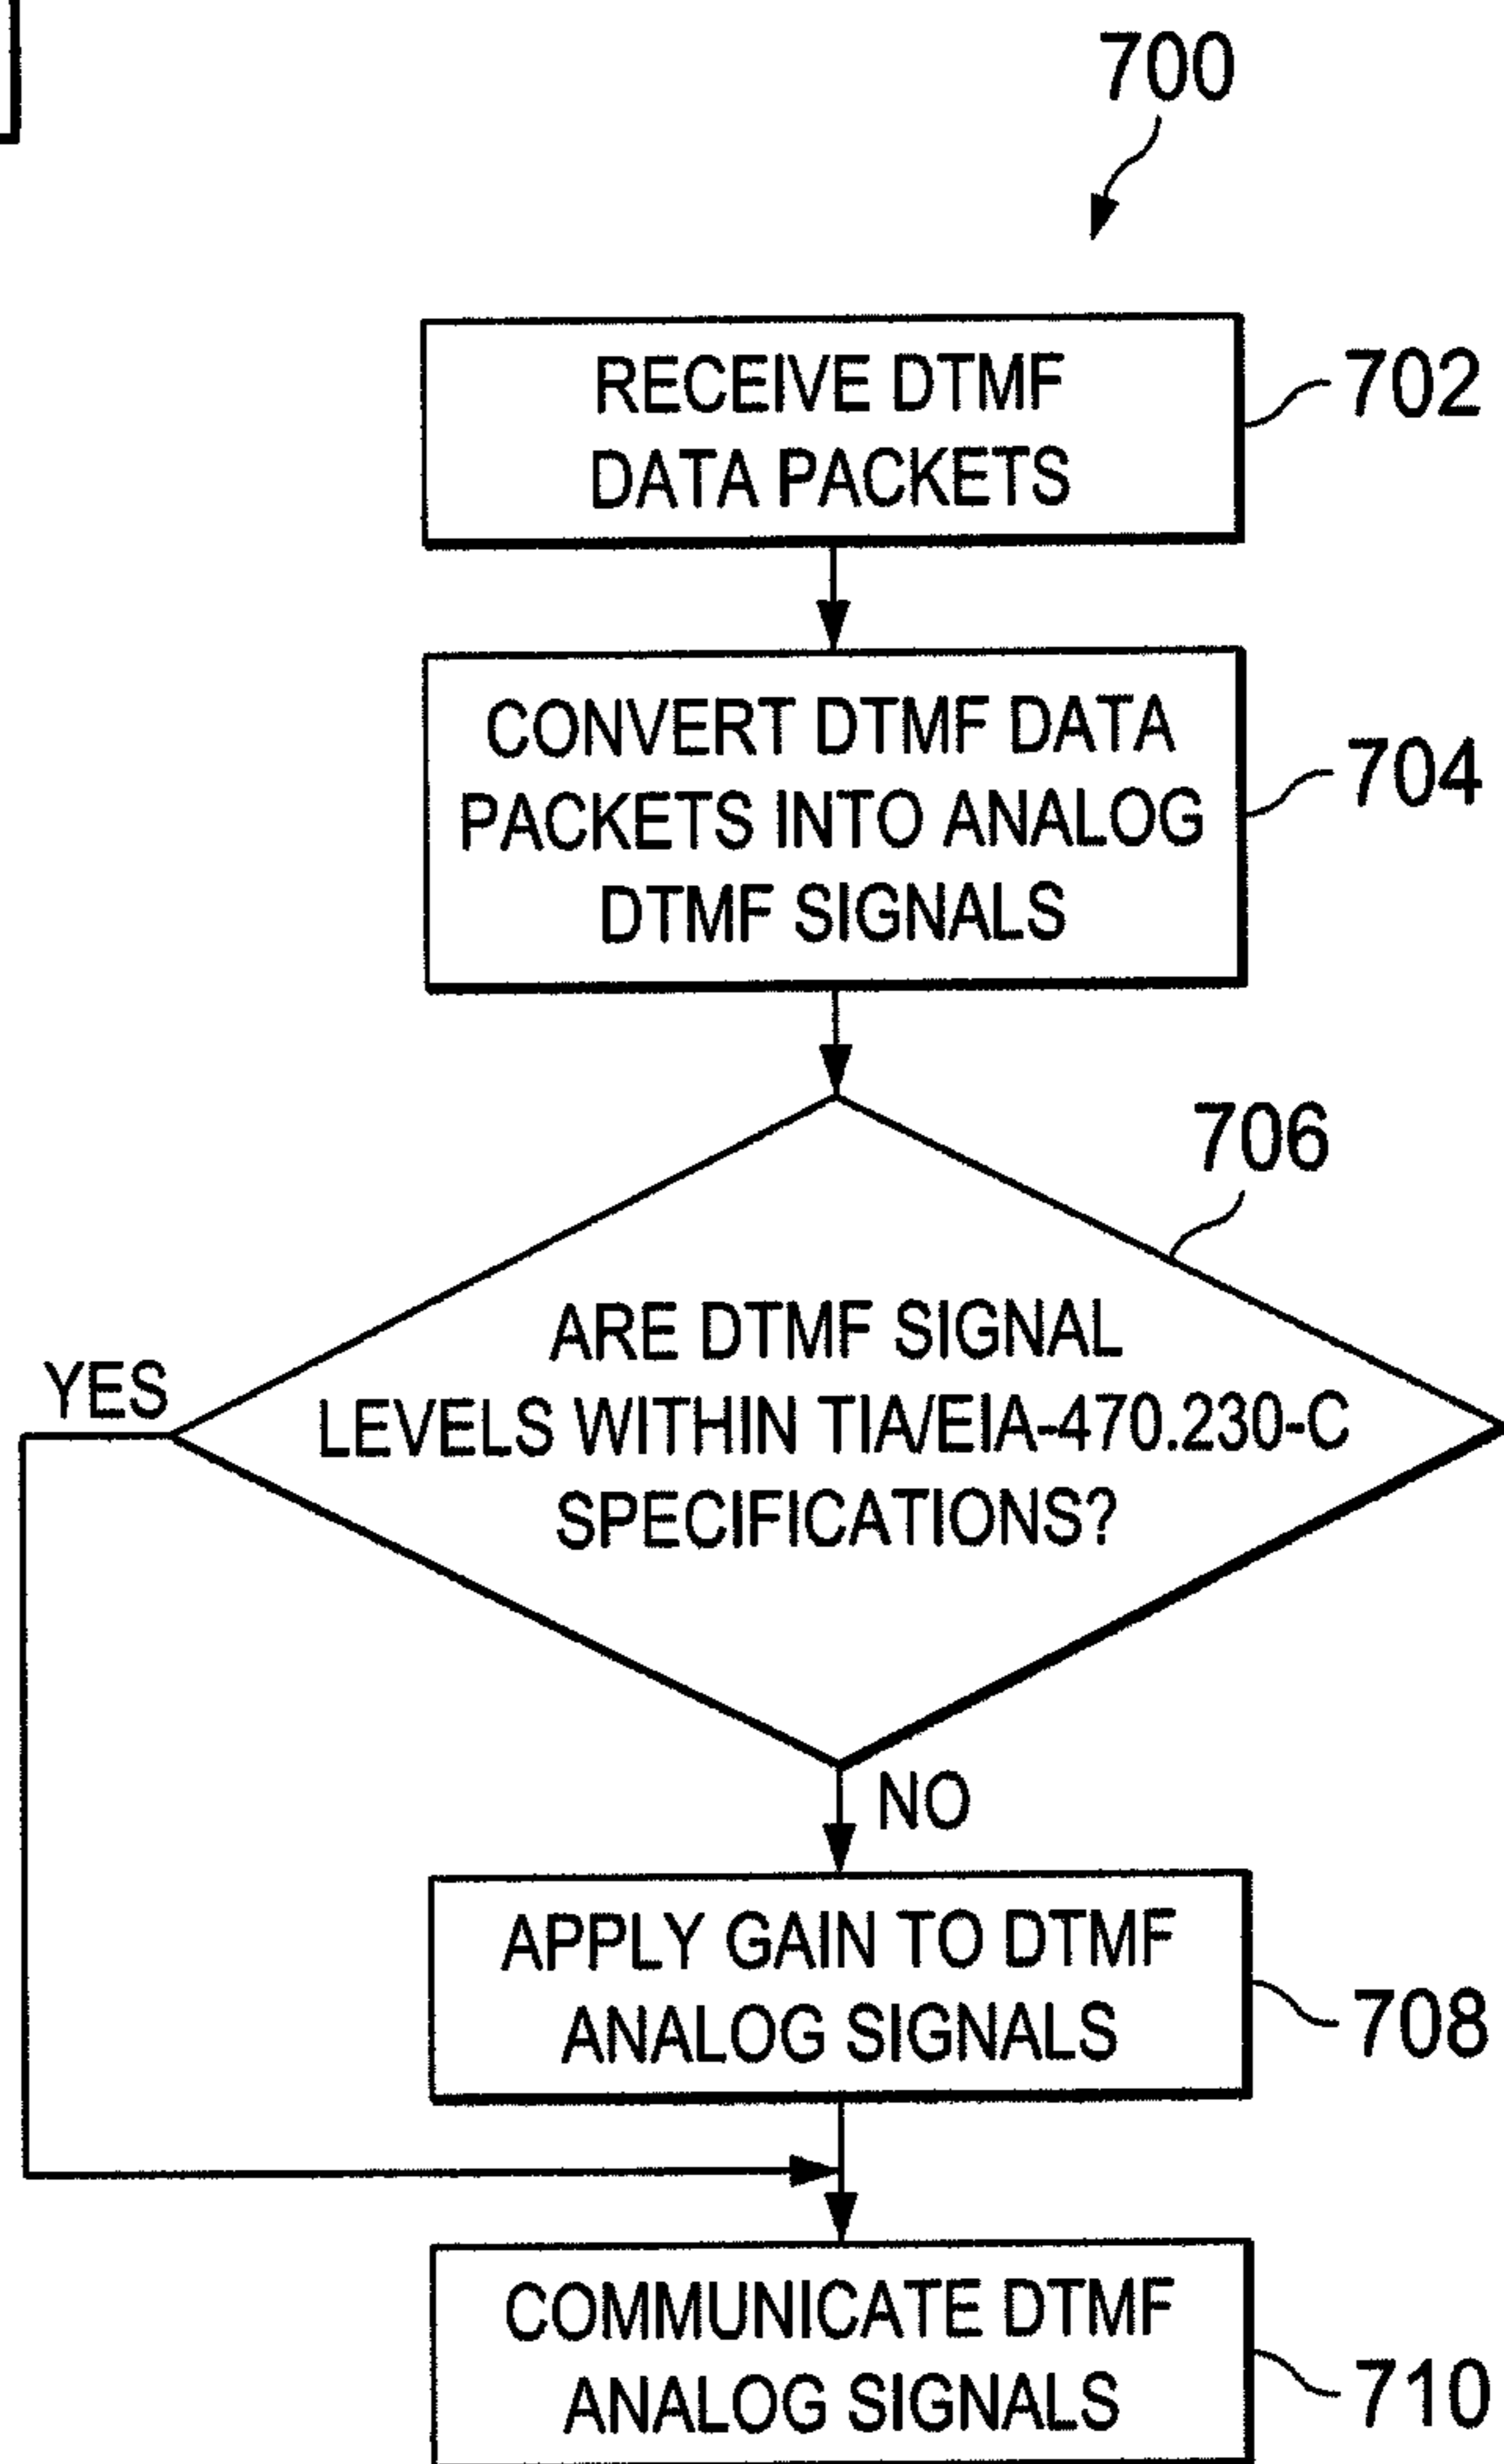 700
RECEIVE DTMF
DATA PACKETS
702
CONVERT DTMF DATA
PACKETS INTO ANALOG
DTMF SIGNALS
704
706
ARE DTMF SIGNAL
LEVELS WITHIN TIA/EIA-470.230-C
SPECIFICATIONS?
YES
NO
APPLY GAIN TO DTMF
ANALOG SIGNALS
708
COMMUNICATE DTMF
ANALOG SIGNALS
710